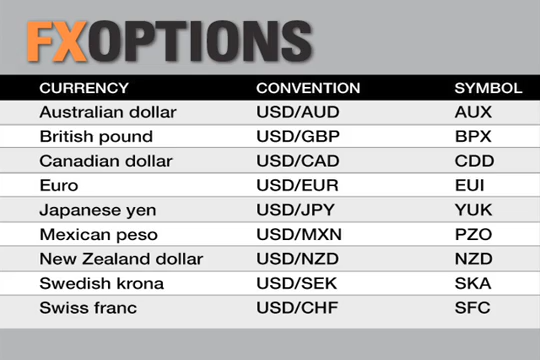 FXOPTIONS
CURRENCY CONVENTION SYMBOL
Australian dollar USD/AUD AUX
British pound USD/GBP BPX
Canadian dollar USD/CAD CDD
Euro USD/EUR EUI
Japanese yen USD/JPY YUK
Mexican peso USD/MXN PZO
New Zealand dollar USD/NZD NZD
Swedish krona USD/SEK SKA
Swiss franc USD/CHF SFC